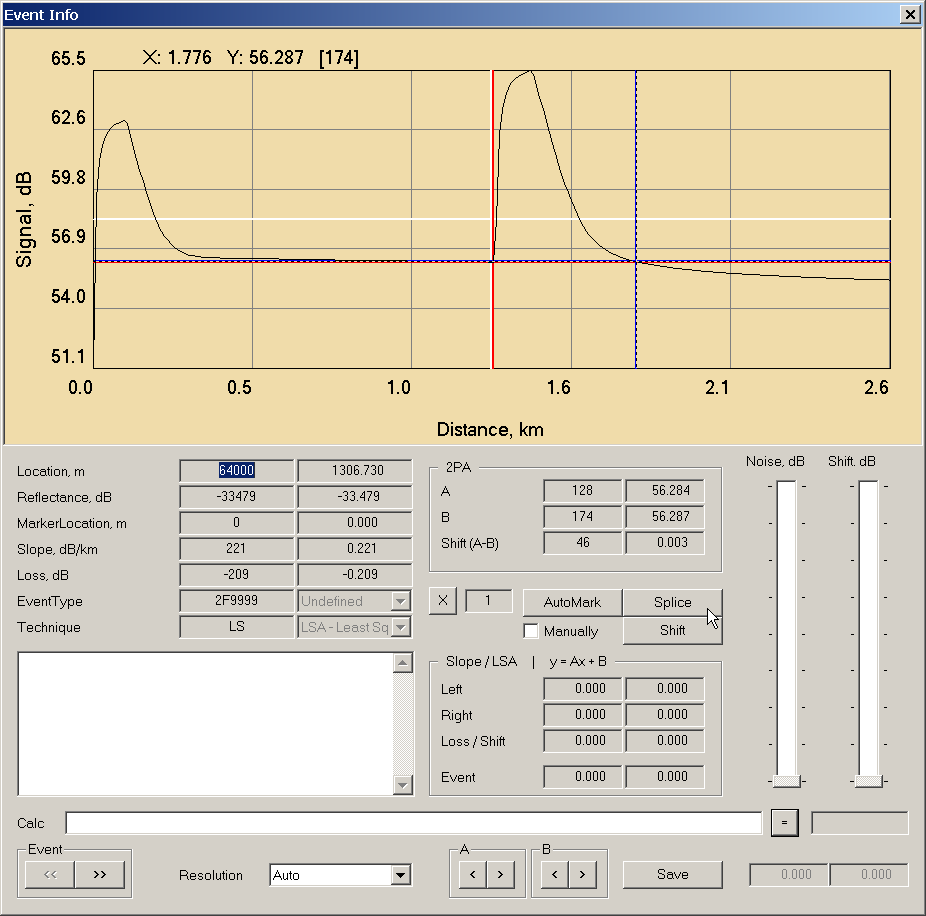 Event Info
65.5 X: 1.776 Y: 56.287 [174]
62.6
59.8
56.9
54.0
51.1
Signal, dB
0.0 0.5 1.0 1.6 2.1 2.6
Distance, km
Location, m 64000 1306.730
Reflectance, dB -33479 -33.479
MarkerLocation, m 0 0.000
Slope, dB/km 221 0.221
Loss, dB -209 -0.209
EventType 2F9999 Undefined
Technique LS LSA - Least Sq
2PA
A 128 56.284
B 174 56.287
Shift (A-B) 46 0.003
X 1 AutoMark Splice
Manually Shift
Slope / LSA | y = Ax + B
Left 0.000 0.000
Right 0.000 0.000
Loss / Shift 0.000 0.000
Event 0.000 0.000
Noise, dB Shift. dB
Calc =
Event
<< >>
Resolution Auto
A
< >
B
< >
Save 0.000 0.000